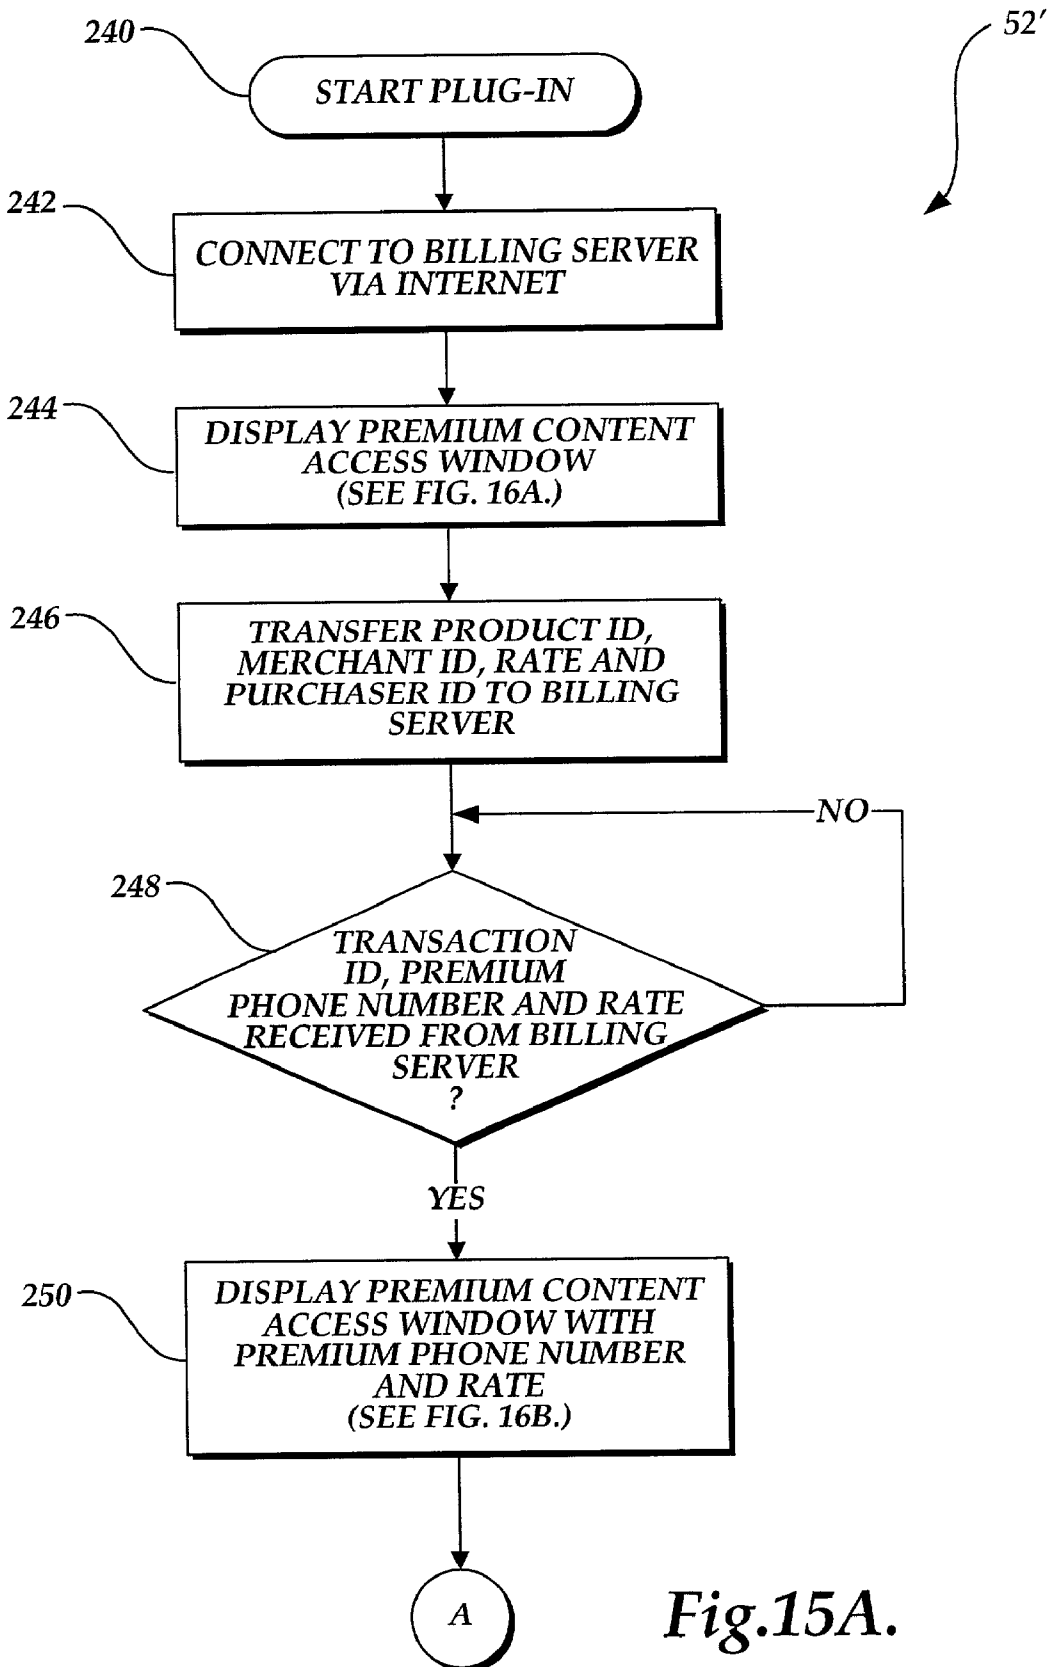 240
52′
START PLUG-IN
242
CONNECT TO BILLING SERVER
VIA INTERNET
244
DISPLAY PREMIUM CONTENT
ACCESS WINDOW
(SEE FIG. 16A.)
246
TRANSFER PRODUCT ID,
MERCHANT ID, RATE AND
PURCHASER ID TO BILLING
SERVER
NO
248
TRANSACTION
ID, PREMIUM
PHONE NUMBER AND RATE
RECEIVED FROM BILLING
SERVER
?
YES
250
DISPLAY PREMIUM CONTENT
ACCESS WINDOW WITH
PREMIUM PHONE NUMBER
AND RATE
(SEE FIG. 16B.)
A
Fig.15A.